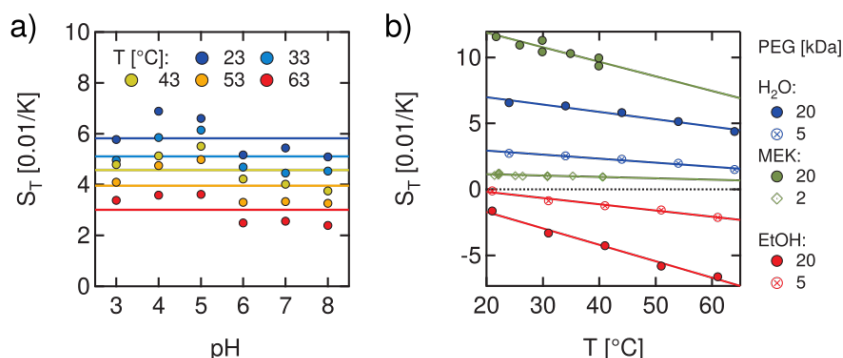 a)
T [°C]:
23
33
43
53
63
S_T [0.01/K]
10
8
6
4
2
0
3 4 5 6 7 8
pH
b)
S_T [0.01/K]
10
5
0
-5
20 30 40 50 60
T [°C]
PEG [kDa]
H₂O:
20
5
MEK:
20
2
EtOH:
20
5